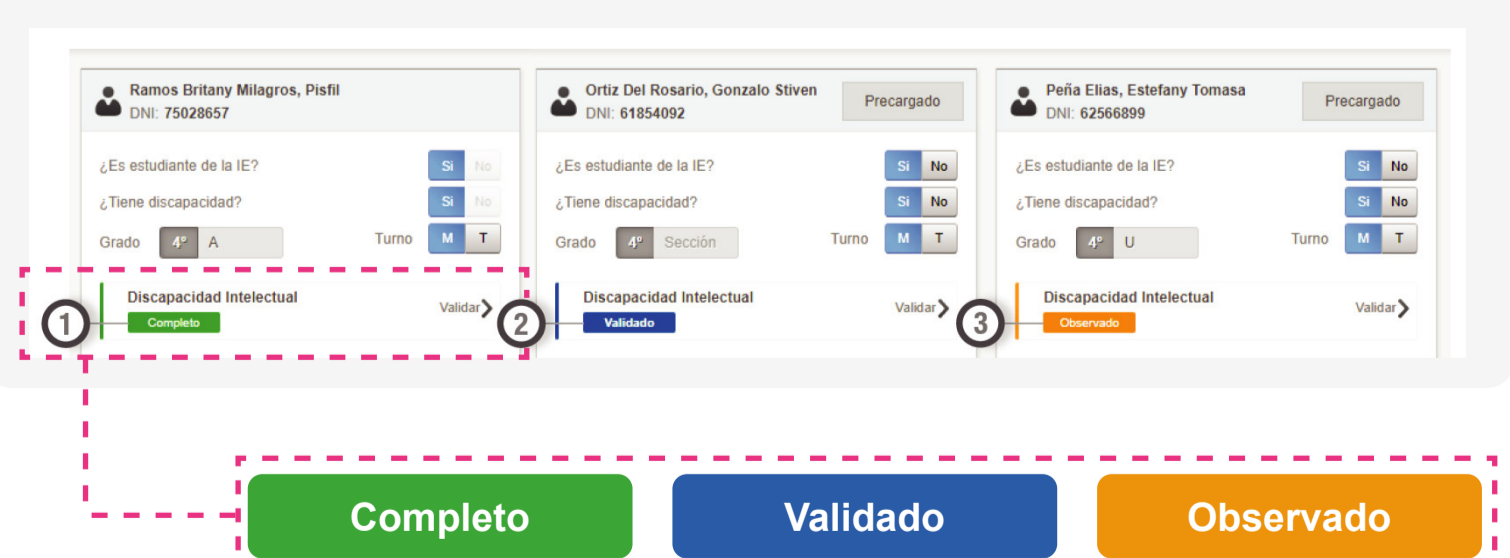 Ramos Britany Milagros, Pisfil
DNI: 75028657
¿Es estudiante de la IE? Si No
¿Tiene discapacidad? Si No
Grado 4º A Turno M T
1 Discapacidad Intelectual Validar
Completo
Ortiz Del Rosario, Gonzalo Stiven Precargado
DNI: 61854092
¿Es estudiante de la IE? Si No
¿Tiene discapacidad? Si No
Grado 4º Sección Turno M T
2 Discapacidad Intelectual Validar
Validado
Peña Elias, Estefany Tomasa Precargado
DNI: 62566899
¿Es estudiante de la IE? Si No
¿Tiene discapacidad? Si No
Grado 4º U Turno M T
3 Discapacidad Intelectual Validar
Observado
Completo Validado Observado